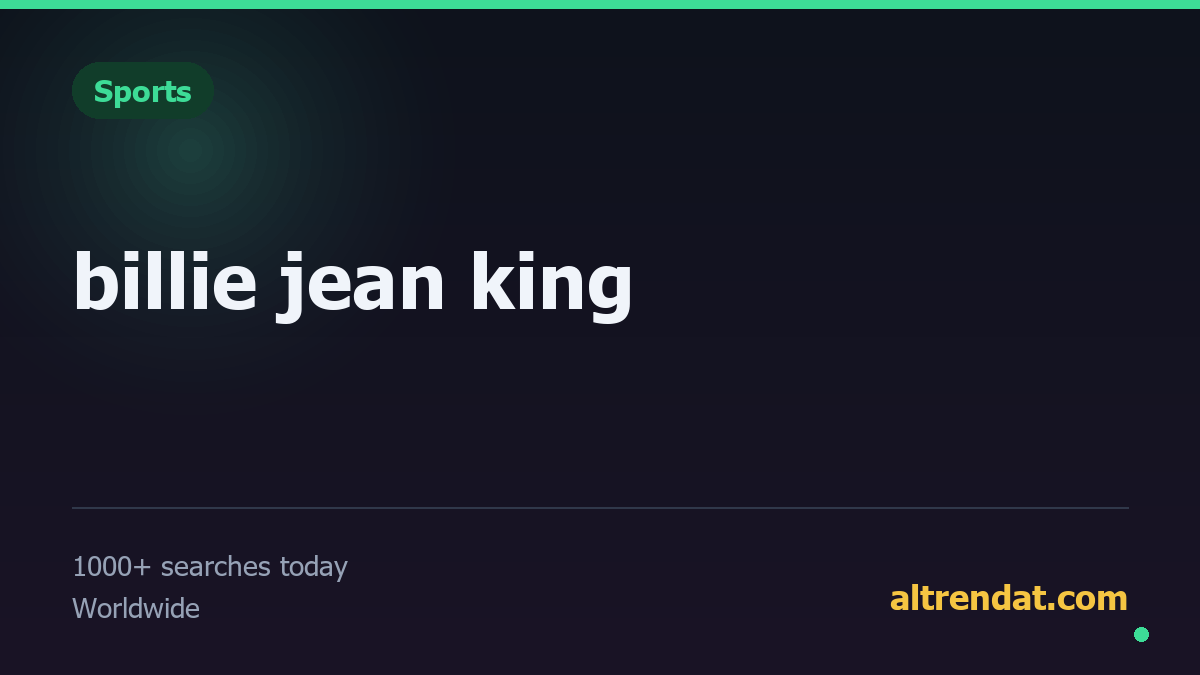 Sports
billie jean king
1000+ searches today
Worldwide
altrendat.com